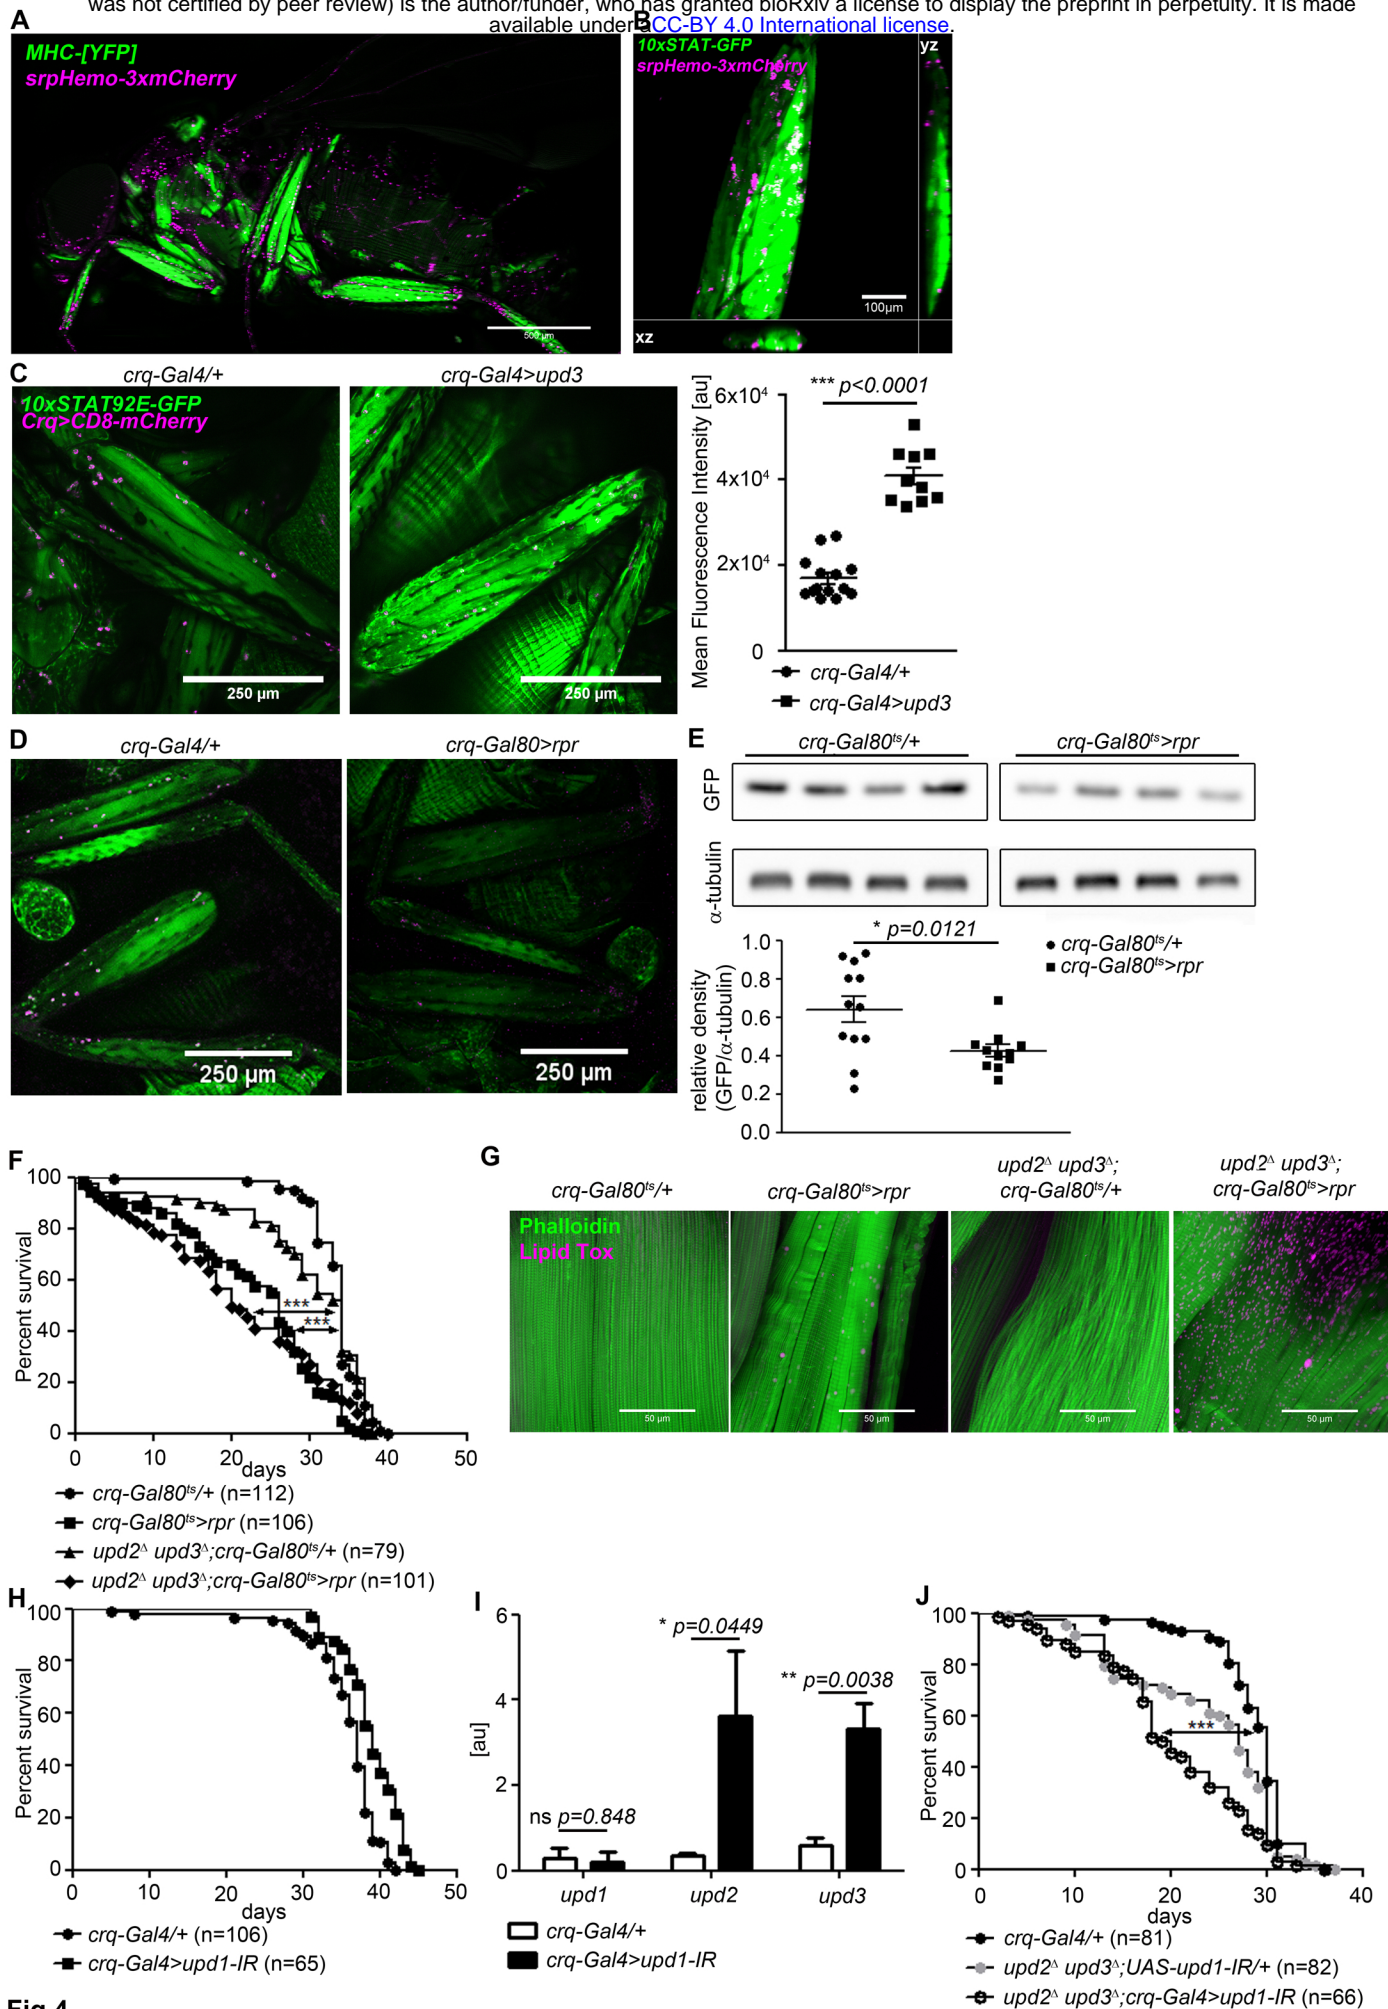 was not certified by peer review) is the author/funder, who has granted bioRxiv a license to display the preprint in perpetuity. It is made
available under aCC-BY 4.0 International license.
A
MHC-[YFP]
srpHemo-3xmCherry
500 µm
B
10xSTAT-GFP
srpHemo-3xmCherry
yz
100µm
xz
C
crq-Gal4/+
crq-Gal4>upd3
10xSTAT92E-GFP
Crq>CD8-mCherry
250 µm
250 µm
Mean Fluorescence Intensity [au]
*** p<0.0001
6x10⁴
4x10⁴
2x10⁴
0
crq-Gal4/+
crq-Gal4>upd3
D
crq-Gal4/+
crq-Gal80>rpr
250 µm
250 µm
E
crq-Gal80ᵗˢ/+
crq-Gal80ᵗˢ>rpr
GFP
α-tubulin
relative density
(GFP/α-tubulin)
* p=0.0121
1.0
0.8
0.6
0.4
0.2
0.0
crq-Gal80ᵗˢ/+
crq-Gal80ᵗˢ>rpr
F
Percent survival
100
80
60
40
20
0
***
***
0 10 20 30 40 50
days
crq-Gal80ᵗˢ/+ (n=112)
crq-Gal80ᵗˢ>rpr (n=106)
upd2Δ upd3Δ;crq-Gal80ᵗˢ/+ (n=79)
upd2Δ upd3Δ;crq-Gal80ᵗˢ>rpr (n=101)
G
crq-Gal80ᵗˢ/+
crq-Gal80ᵗˢ>rpr
upd2Δ upd3Δ;
crq-Gal80ᵗˢ/+
upd2Δ upd3Δ;
crq-Gal80ᵗˢ>rpr
Phalloidin
Lipid Tox
50 µm
50 µm
50 µm
50 µm
H
Percent survival
100
80
60
40
20
0
0 10 20 30 40 50
days
crq-Gal4/+ (n=106)
crq-Gal4>upd1-IR (n=65)
I
[au]
6
4
2
0
ns p=0.848
* p=0.0449
** p=0.0038
upd1 upd2 upd3
crq-Gal4/+
crq-Gal4>upd1-IR
J
Percent survival
100
80
60
40
20
0
***
0 10 20 30 40
days
crq-Gal4/+ (n=81)
upd2Δ upd3Δ;UAS-upd1-IR/+ (n=82)
upd2Δ upd3Δ;crq-Gal4>upd1-IR (n=66)
Fig 4